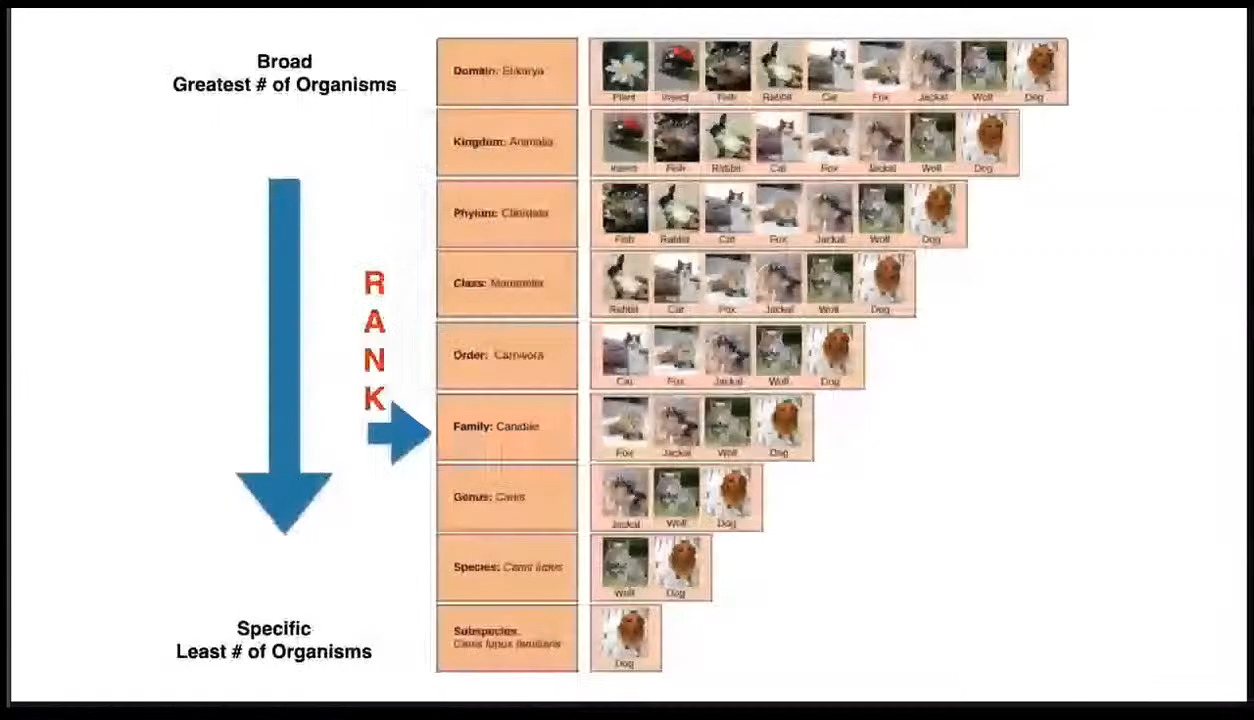 Broad
Greatest # of Organisms
R
A
N
K
Specific
Least # of Organisms
Domain: Eukarya
Plant Insect Fish Rabbit Cat Fox Jackal Wolf Dog
Kingdom: Animalia
Insect Fish Rabbit Cat Fox Jackal Wolf Dog
Phylum: Chordata
Fish Rabbit Cat Fox Jackal Wolf Dog
Class: Mammalia
Rabbit Cat Fox Jackal Wolf Dog
Order: Carnivora
Cat Fox Jackal Wolf Dog
Family: Canidae
Fox Jackal Wolf Dog
Genus: Canis
Jackal Wolf Dog
Species: Canis lupus
Wolf Dog
Subspecies:
Canis lupus familiaris
Dog